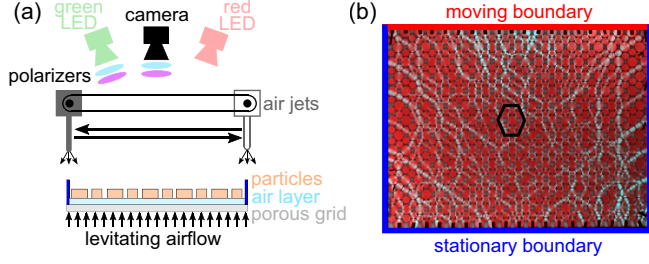 (a)
green
LED
camera
red
LED
polarizers
air jets
particles
air layer
porous grid
levitating airflow
(b)
moving boundary
stationary boundary